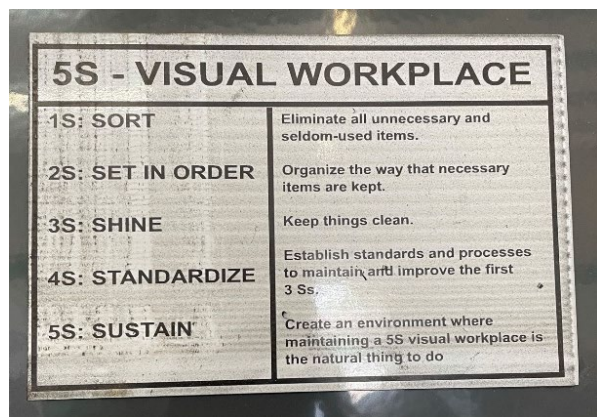 5S - VISUAL WORKPLACE
1S: SORT
Eliminate all unnecessary and
seldom-used items.
2S: SET IN ORDER
Organize the way that necessary
items are kept.
3S: SHINE
Keep things clean.
4S: STANDARDIZE
Establish standards and processes
to maintain and improve the first
3 Ss.
5S: SUSTAIN
Create an environment where
maintaining a 5S visual workplace is
the natural thing to do